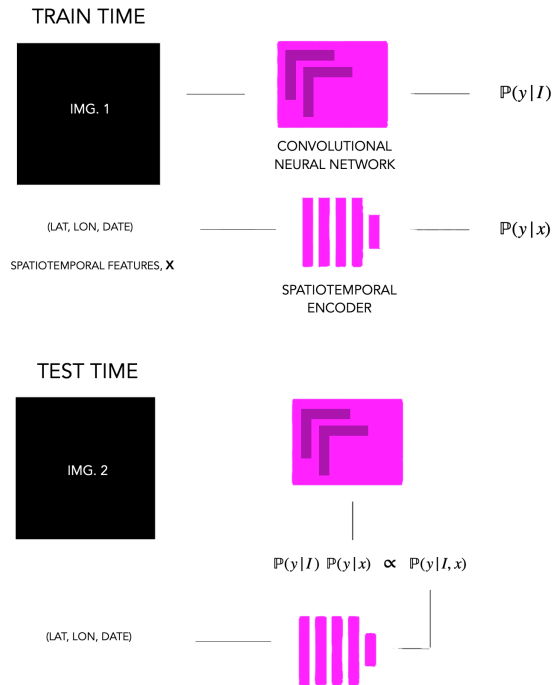 TRAIN TIME
IMG. 1
ℙ(y|I)
CONVOLUTIONAL
NEURAL NETWORK
(LAT, LON, DATE)
ℙ(y|x)
SPATIOTEMPORAL FEATURES, X
SPATIOTEMPORAL
ENCODER
TEST TIME
IMG. 2
ℙ(y|I) ℙ(y|x) ∝ ℙ(y|I, x)
(LAT, LON, DATE)